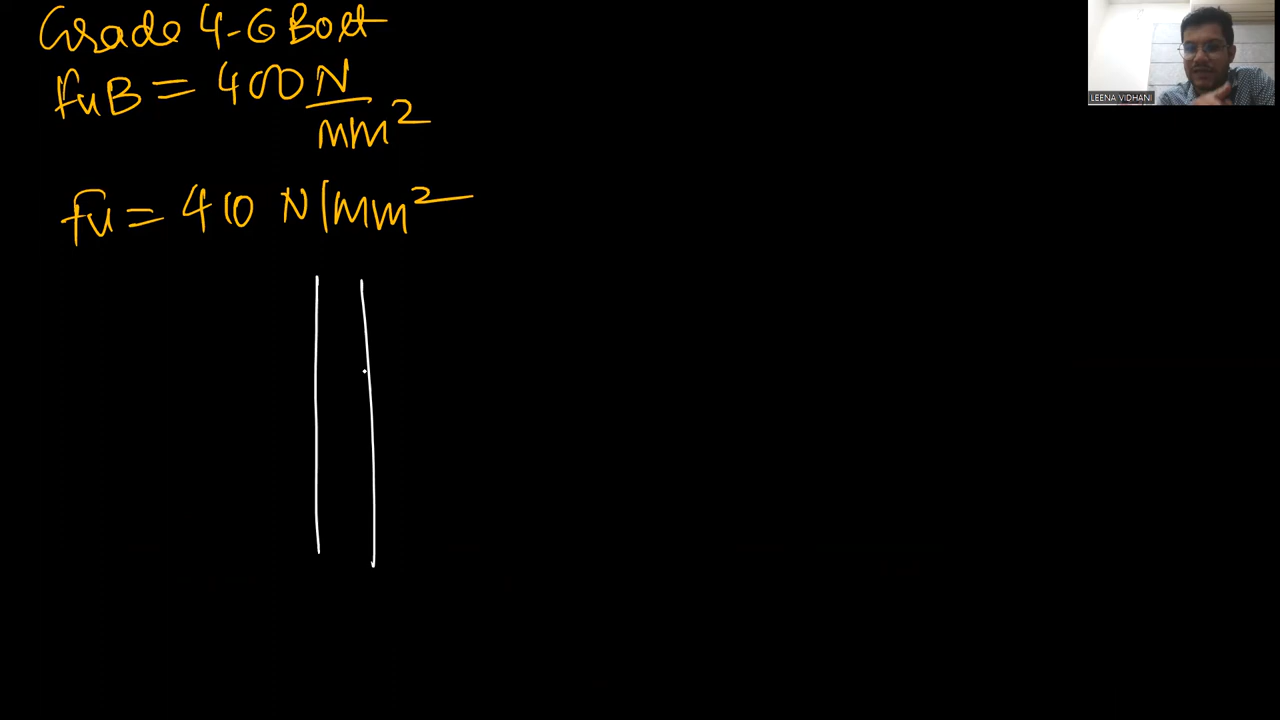 Grade 4-6 Bolt
fuB = 400 N/mm²
fu = 410 N/mm²
LEENA VIDHANI